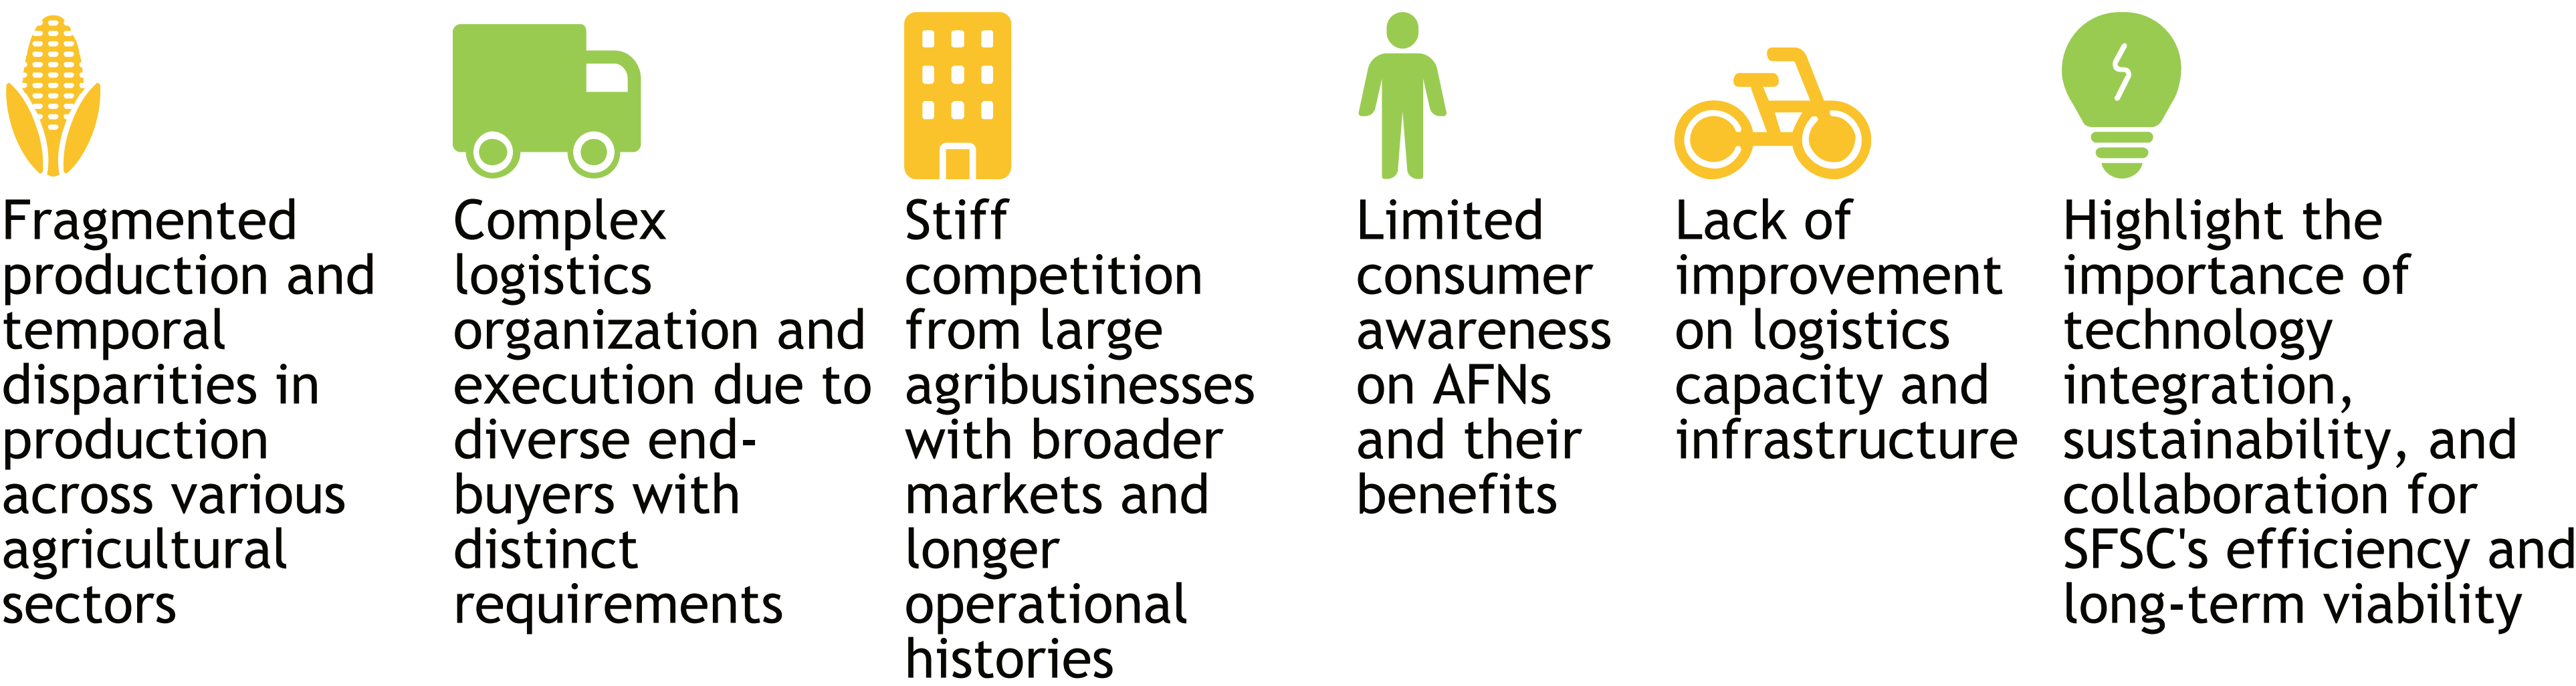 Fragmented
production and
temporal
disparities in
production
across various
agricultural
sectors
Complex
logistics
organization and
execution due to
diverse end-
buyers with
distinct
requirements
Stiff
competition
from large
agribusinesses
with broader
markets and
longer
operational
histories
Limited
consumer
awareness
on AFNs
and their
benefits
Lack of
improvement
on logistics
capacity and
infrastructure
Highlight the
importance of
technology
integration,
sustainability, and
collaboration for
SFSC's efficiency and
long-term viability